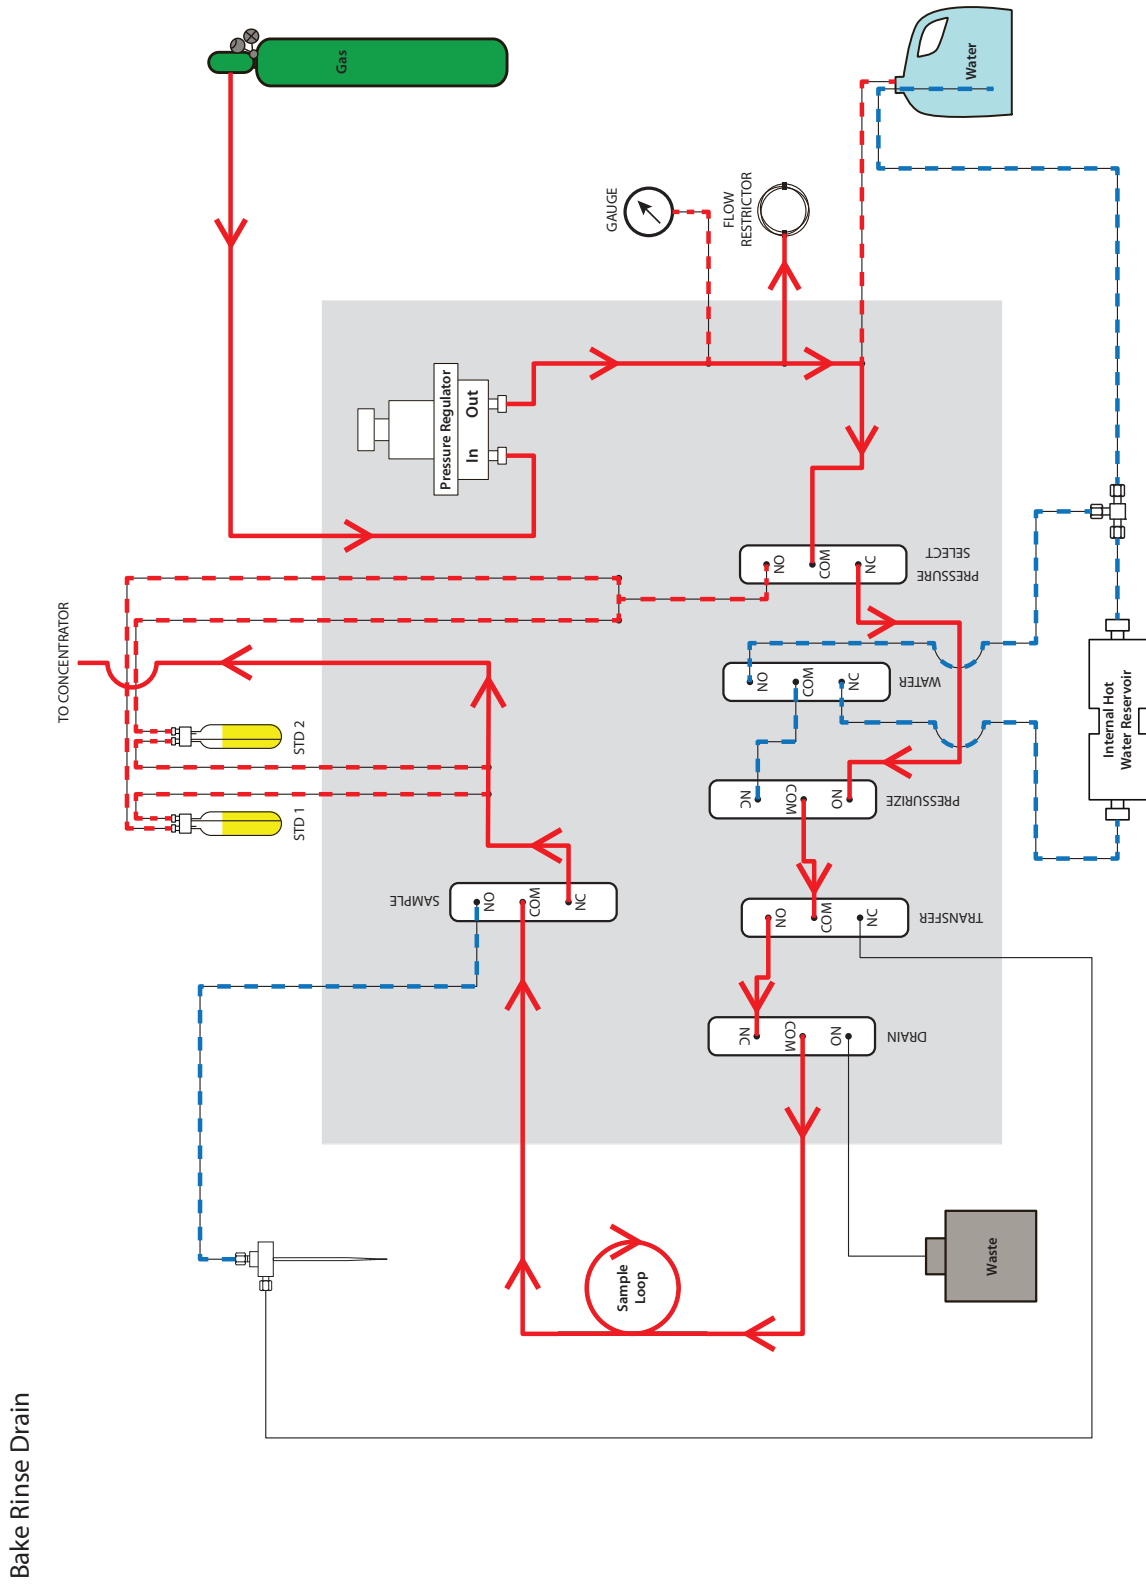 Bake Rinse Drain
TO CONCENTRATOR
Gas
STD 1
STD 2
GAUGE
FLOW
RESTRICTOR
Water
Pressure Regulator
In
Out
SAMPLE
NO
COM
NC
PRESSURE
SELECT
NO
COM
NC
WATER
NO
COM
NC
PRESSURIZE
NC
COM
NO
TRANSFER
NO
COM
NC
DRAIN
NC
COM
NO
Sample
Loop
Waste
Internal Hot
Water Reservoir